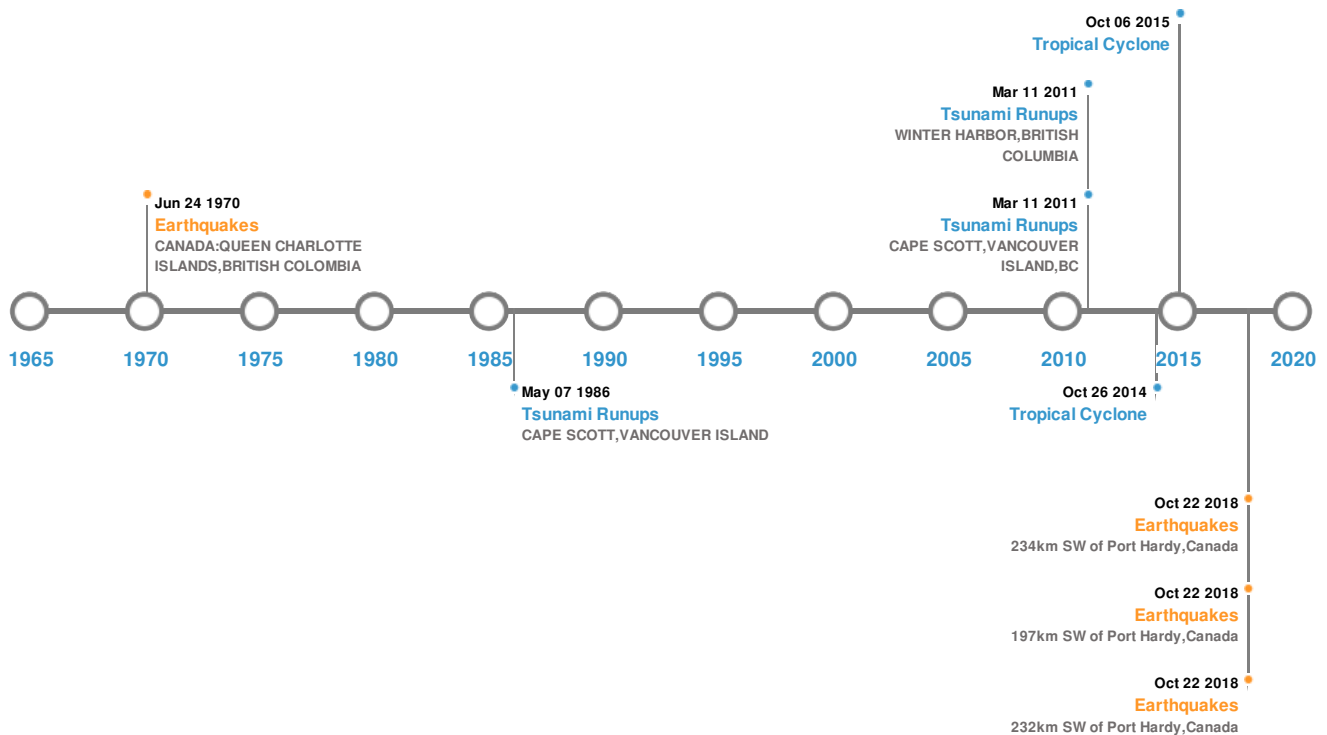 Oct 06 2015
Tropical Cyclone
Mar 11 2011
Tsunami Runups
WINTER HARBOR,BRITISH
COLUMBIA
Jun 24 1970
Earthquakes
CANADA:QUEEN CHARLOTTE
ISLANDS,BRITISH COLOMBIA
Mar 11 2011
Tsunami Runups
CAPE SCOTT,VANCOUVER
ISLAND,BC
1965 1970 1975 1980 1985 1990 1995 2000 2005 2010 2015 2020
May 07 1986
Tsunami Runups
CAPE SCOTT,VANCOUVER ISLAND
Oct 26 2014
Tropical Cyclone
Oct 22 2018
Earthquakes
234km SW of Port Hardy,Canada
Oct 22 2018
Earthquakes
197km SW of Port Hardy,Canada
Oct 22 2018
Earthquakes
232km SW of Port Hardy,Canada